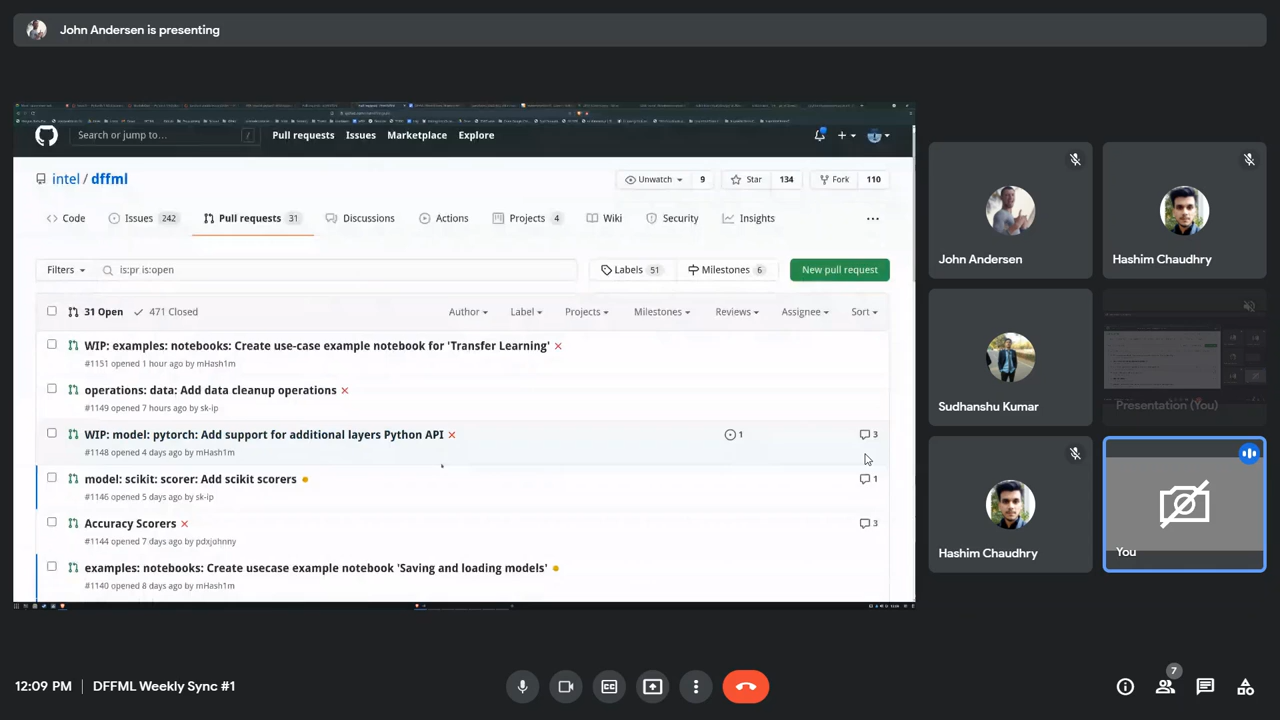 John Andersen is presenting
Search or jump to… /
Pull requests Issues Marketplace Explore
intel / dffml
Unwatch 9 Star 134 Fork 110
Code Issues 242 Pull requests 31 Discussions Actions Projects 4 Wiki Security Insights
Filters is:pr is:open Labels 51 Milestones 6 New pull request
31 Open 471 Closed Author Label Projects Milestones Reviews Assignee Sort
WIP: examples: notebooks: Create use-case example notebook for 'Transfer Learning'
#1151 opened 1 hour ago by mHash1m
operations: data: Add data cleanup operations
#1149 opened 7 hours ago by sk-ip
WIP: model: pytorch: Add support for additional layers Python API 1 3
#1148 opened 4 days ago by mHash1m
model: scikit: scorer: Add scikit scorers 1
#1146 opened 5 days ago by sk-ip
Accuracy Scorers 3
#1144 opened 7 days ago by pdxjohnny
examples: notebooks: Create usecase example notebook 'Saving and loading models'
#1140 opened 8 days ago by mHash1m
John Andersen
Hashim Chaudhry
Sudhanshu Kumar
Presentation (You)
Hashim Chaudhry
You
12:09 PM DFFML Weekly Sync #1
7